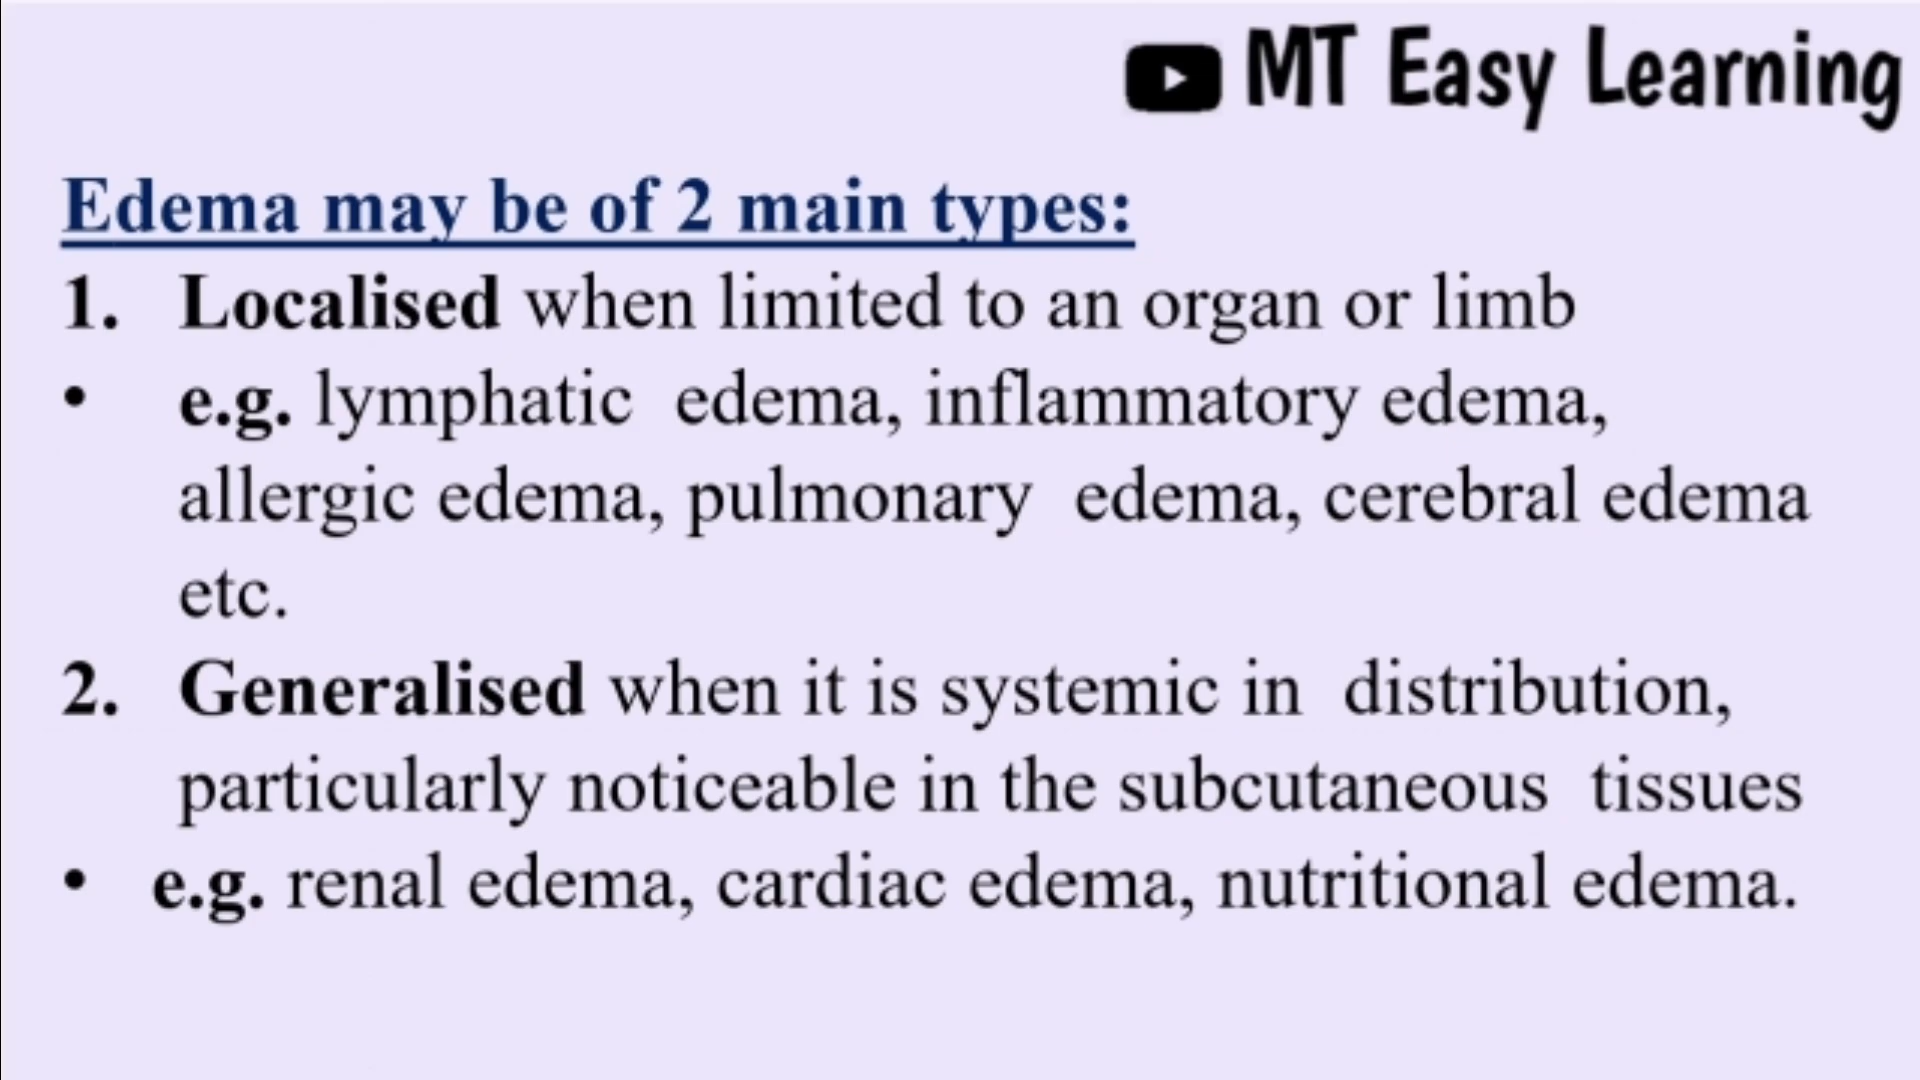 MT Easy Learning
Edema may be of 2 main types:
1. Localised when limited to an organ or limb
• e.g. lymphatic edema, inflammatory edema,
allergic edema, pulmonary edema, cerebral edema
etc.
2. Generalised when it is systemic in distribution,
particularly noticeable in the subcutaneous tissues
• e.g. renal edema, cardiac edema, nutritional edema.